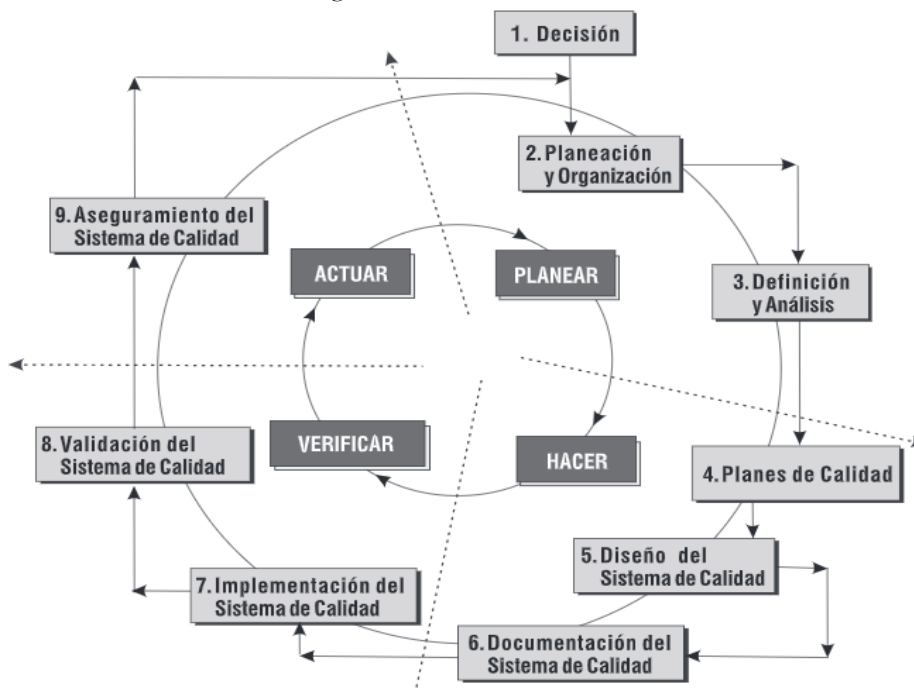 1. Decisión
2. Planeación
y Organización
3. Definición
y Análisis
4. Planes de Calidad
5. Diseño del
Sistema de Calidad
6. Documentación del
Sistema de Calidad
7. Implementación del
Sistema de Calidad
8. Validación del
Sistema de Calidad
9. Aseguramiento del
Sistema de Calidad
ACTUAR
PLANEAR
HACER
VERIFICAR